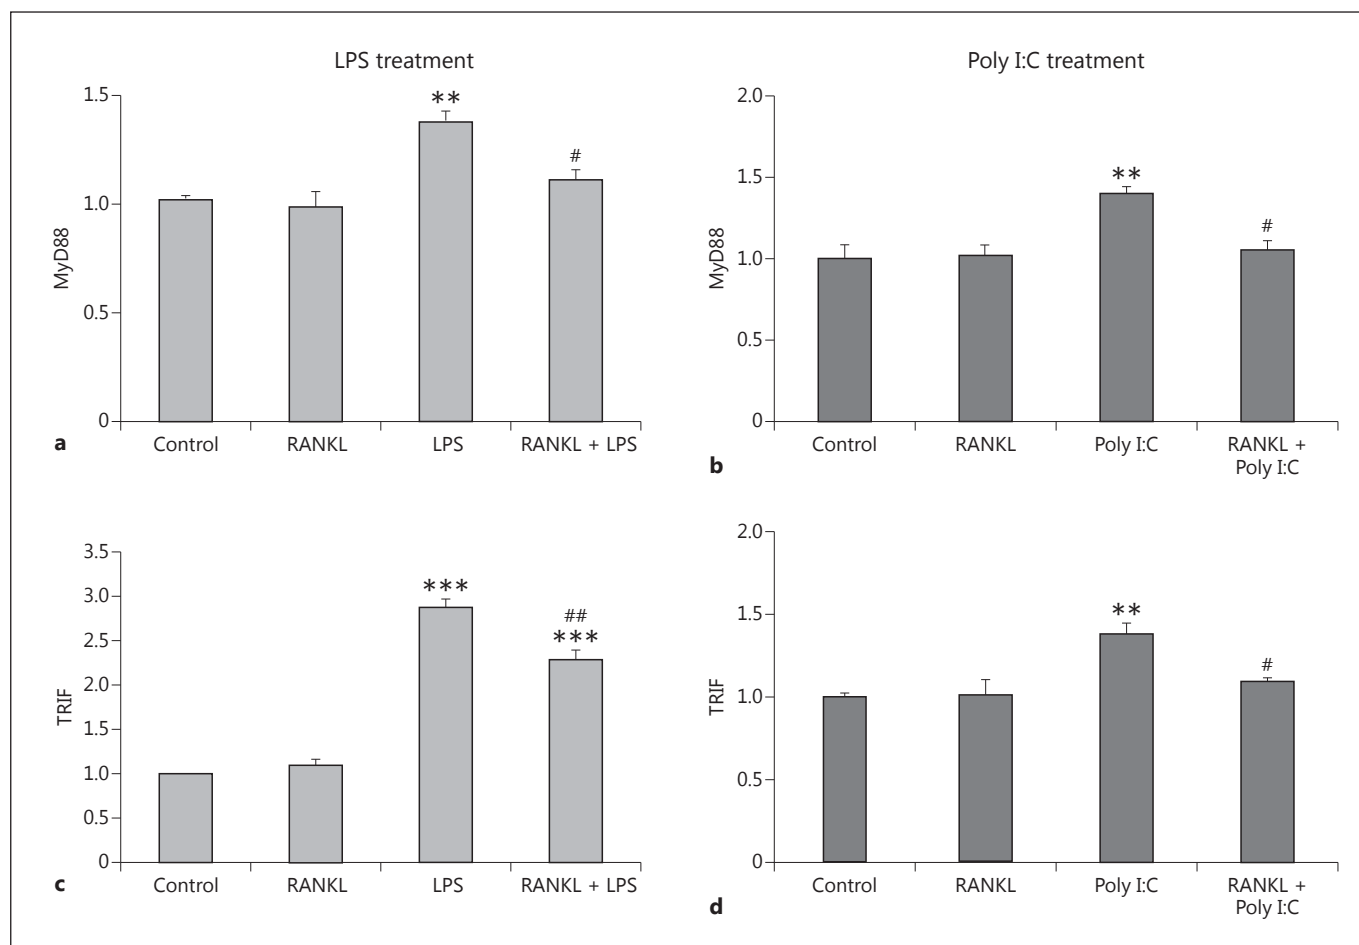 LPS treatment
1.5
1.0
0.5
0
MyD88
**
#
Control
RANKL
LPS
RANKL + LPS
a
Poly I:C treatment
2.0
1.5
1.0
0.5
0
MyD88
**
#
Control
RANKL
Poly I:C
RANKL +
Poly I:C
b
3.5
3.0
2.5
2.0
1.5
1.0
0.5
0
TRIF
***
##
***
Control
RANKL
LPS
RANKL + LPS
c
2.0
1.5
1.0
0.5
0
TRIF
**
#
Control
RANKL
Poly I:C
RANKL +
Poly I:C
d